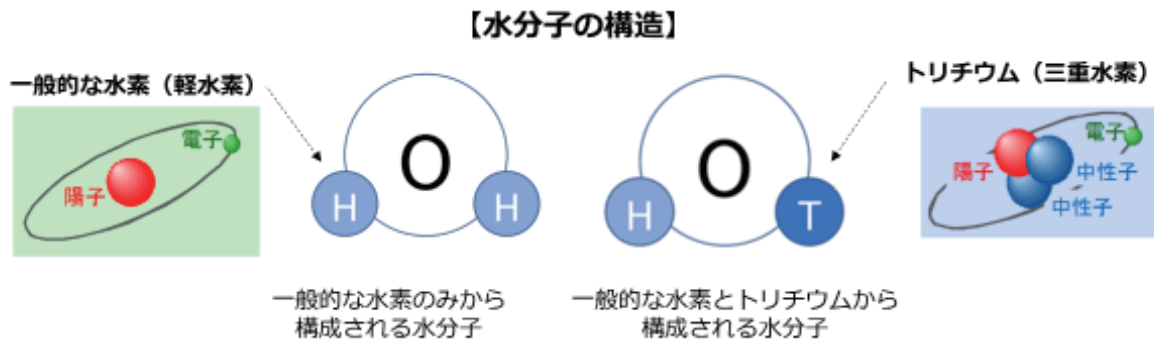 【水分子の構造】
一般的な水素（軽水素）
トリチウム（三重水素）
電子
陽子
O
H
H
O
H
T
電子
陽子
中性子
中性子
一般的な水素のみから
構成される水分子
一般的な水素とトリチウムから
構成される水分子